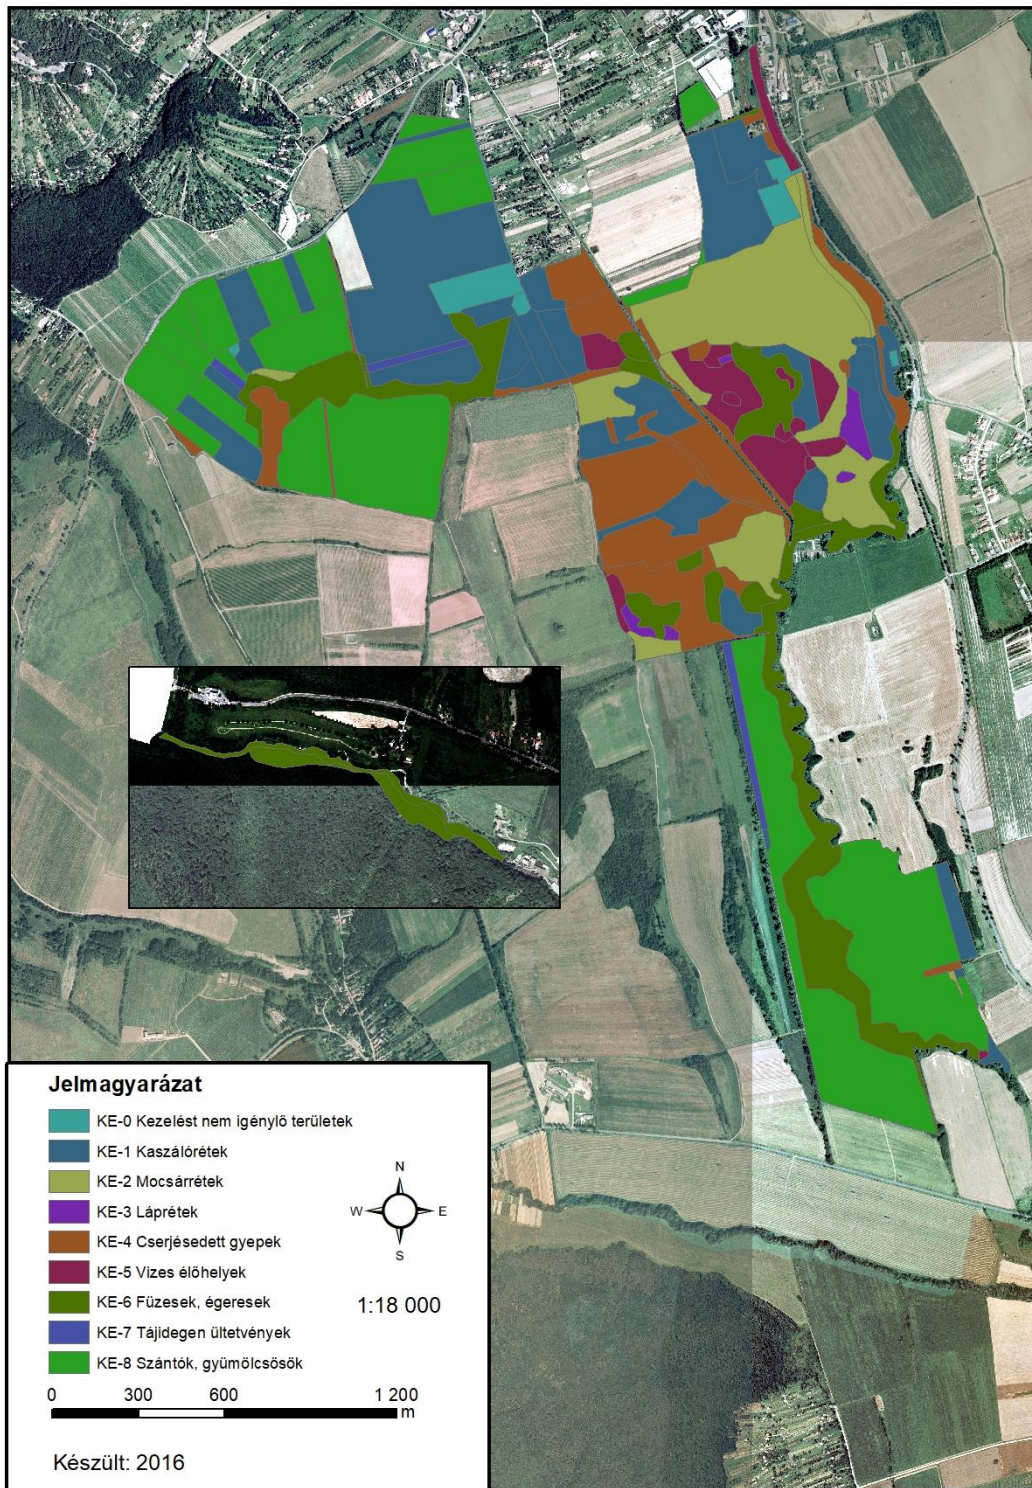 Jelmagyarázat
KE-0 Kezelést nem igénylő területek
KE-1 Kaszálórétek
KE-2 Mocsárrétek
KE-3 Láprétek
KE-4 Cserjésedett gyepek
KE-5 Vizes élőhelyek
KE-6 Fűzesek, égeresek
KE-7 Tájidegen ültetvények
KE-8 Szántók, gyümölcsösök
N
W E
S
1:18 000
0 300 600 1 200
m
Készült: 2016